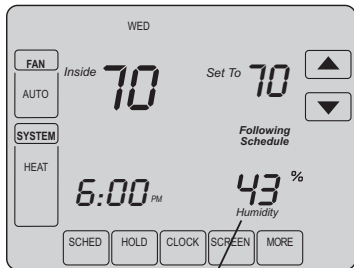 WED
FAN
AUTO
Inside 70
Set To 70
SYSTEM
HEAT
Following
Schedule
6:00 PM
43 %
Humidity
SCHED HOLD CLOCK SCREEN MORE